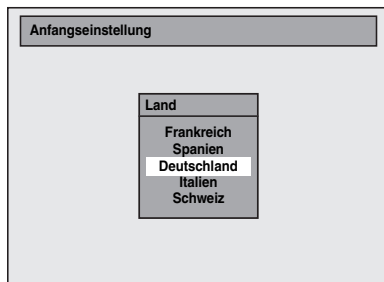 Anfangseinstellung
Land
Frankreich
Spanien
Deutschland
Italien
Schweiz